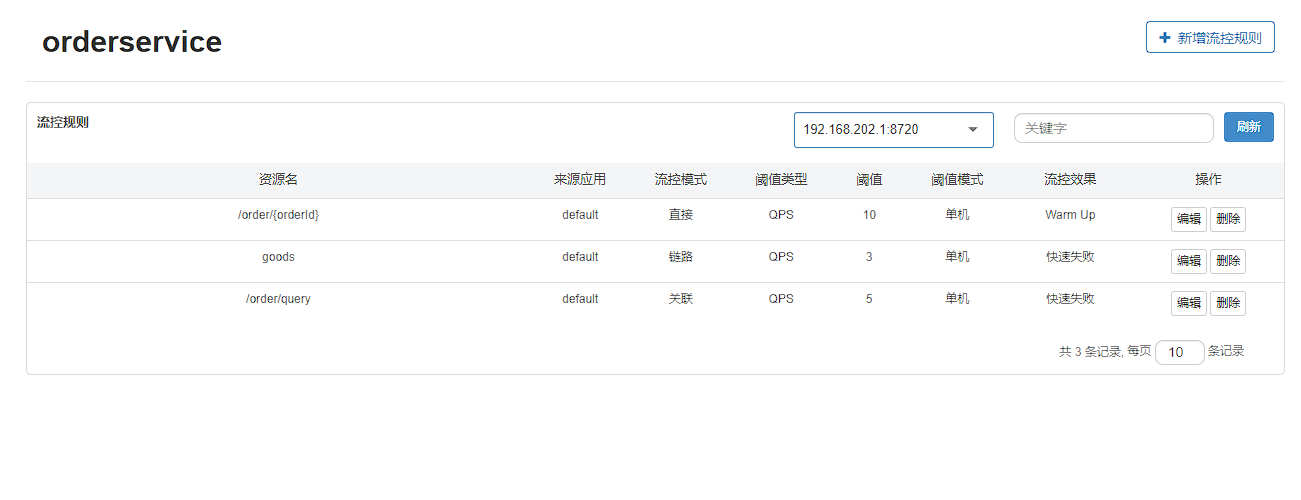 orderservice
新增流控规则
流控规则 192.168.202.1:8720 关键字 刷新
资源名 来源应用 流控模式 阈值类型 阈值 阈值模式 流控效果 操作
/order/{orderId} default 直接 QPS 10 单机 Warm Up 编辑 删除
goods default 链路 QPS 3 单机 快速失败 编辑 删除
/order/query default 关联 QPS 5 单机 快速失败 编辑 删除
共 3 条记录, 每页 10 条记录